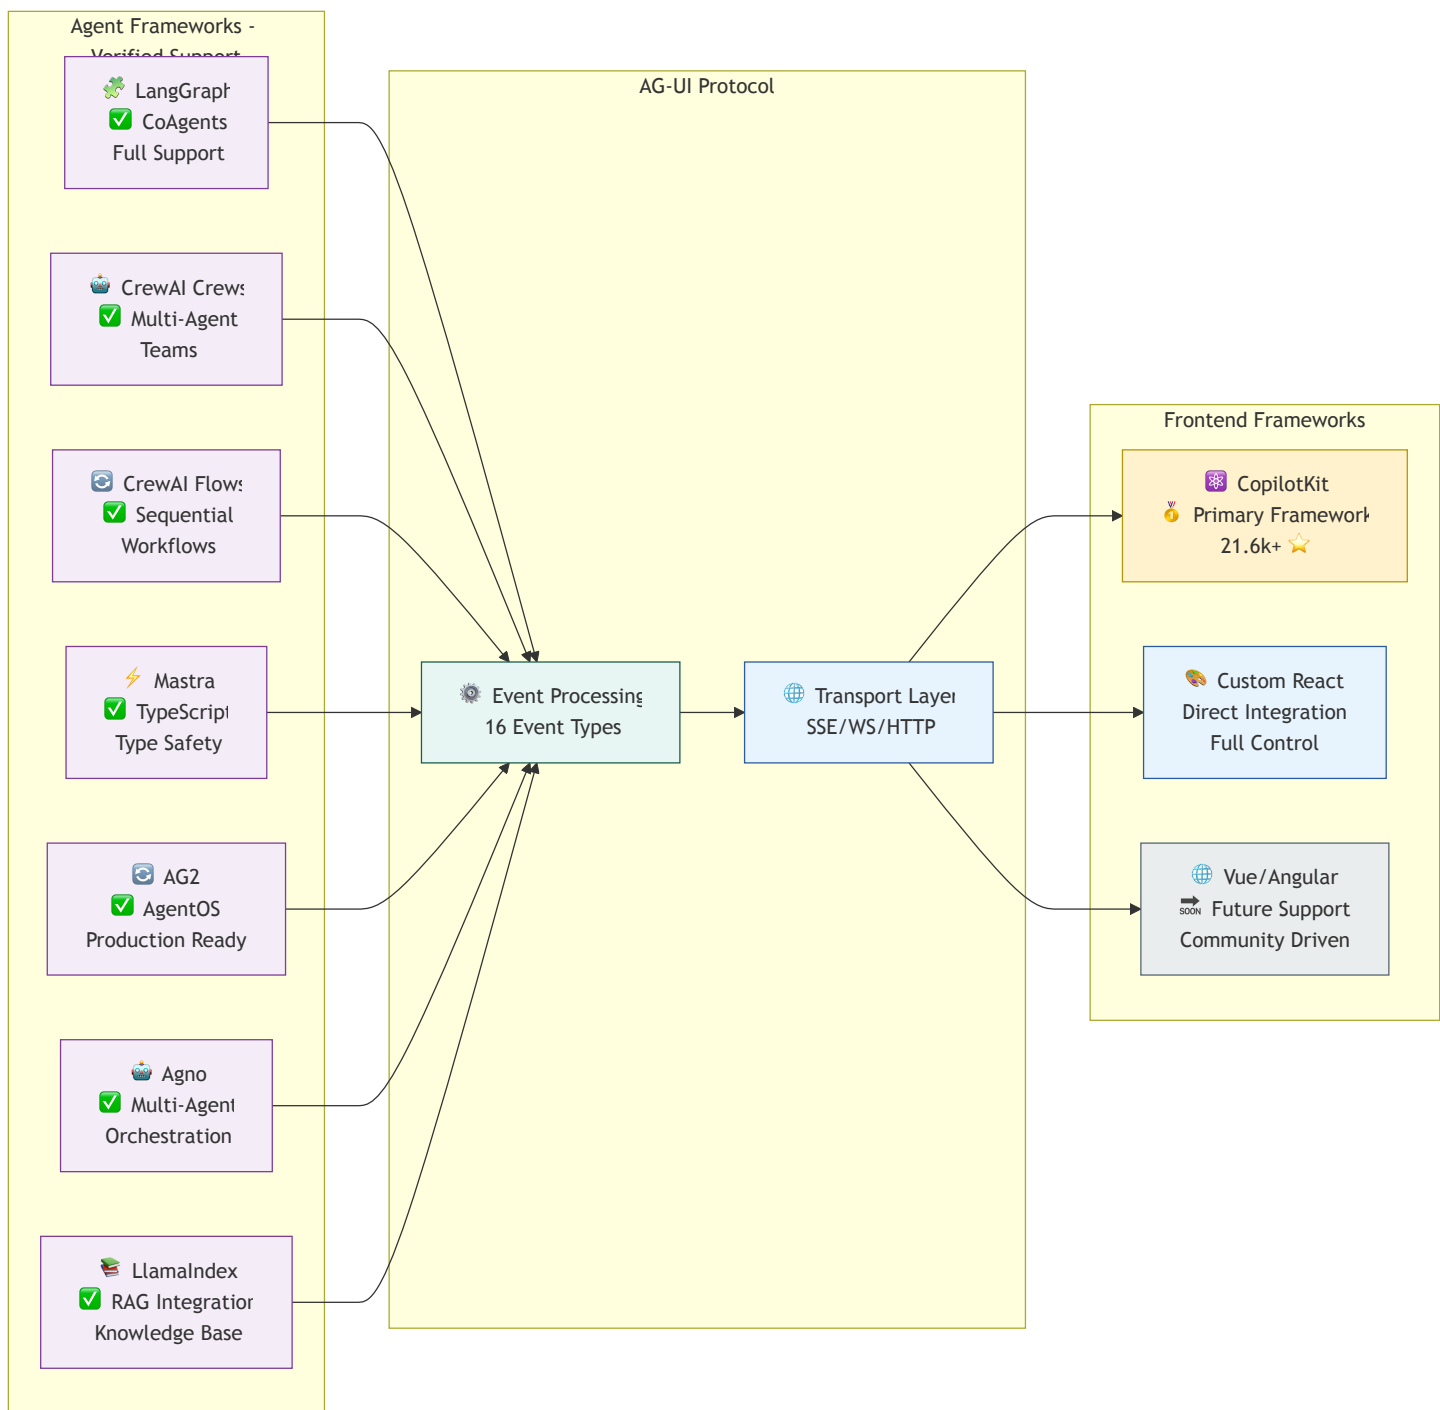 Agent Frameworks -
Verified Support
LangGraph
✅ CoAgents
Full Support
CrewAI Crews
✅ Multi-Agent
Teams
CrewAI Flows
✅ Sequential
Workflows
Mastra
✅ TypeScript
Type Safety
AG2
✅ AgentOS
Production Ready
Agno
✅ Multi-Agent
Orchestration
LlamaIndex
✅ RAG Integration
Knowledge Base
AG-UI Protocol
Event Processing
16 Event Types
Transport Layer
SSE/WS/HTTP
Frontend Frameworks
CopilotKit
Primary Framework
21.6k+ ⭐
Custom React
Direct Integration
Full Control
Vue/Angular
SOON Future Support
Community Driven